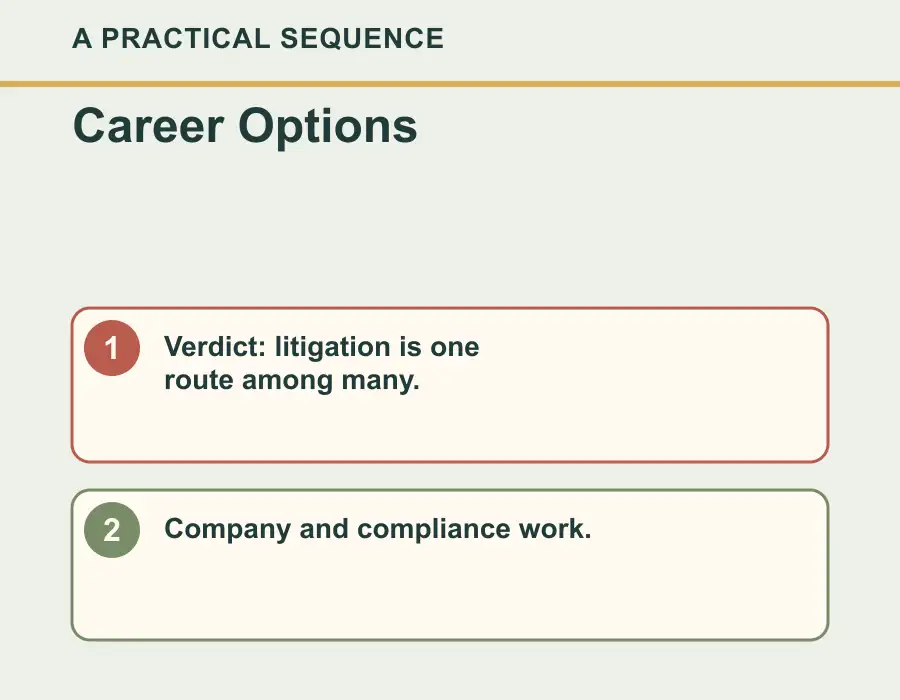 A PRACTICAL SEQUENCE
Career Options
1
Verdict: litigation is one
route among many.
2
Company and compliance work.